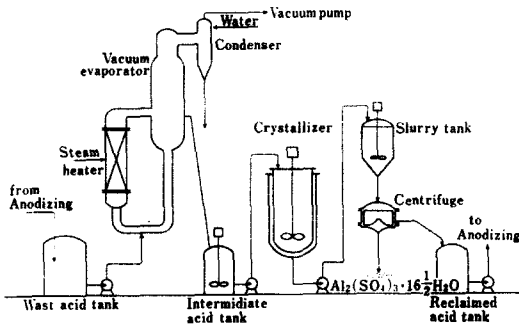 Vacuum pump
Water
Condenser
Vacuum
evaporator
Crystallizer
Slurry tank
Steam
heater
from
Anodizing
Centrifuge
to
Anodizing
Al₂(SO₄)₃·16½H₂O
Wast acid tank
Intermidiate
acid tank
Reclaimed
acid tank